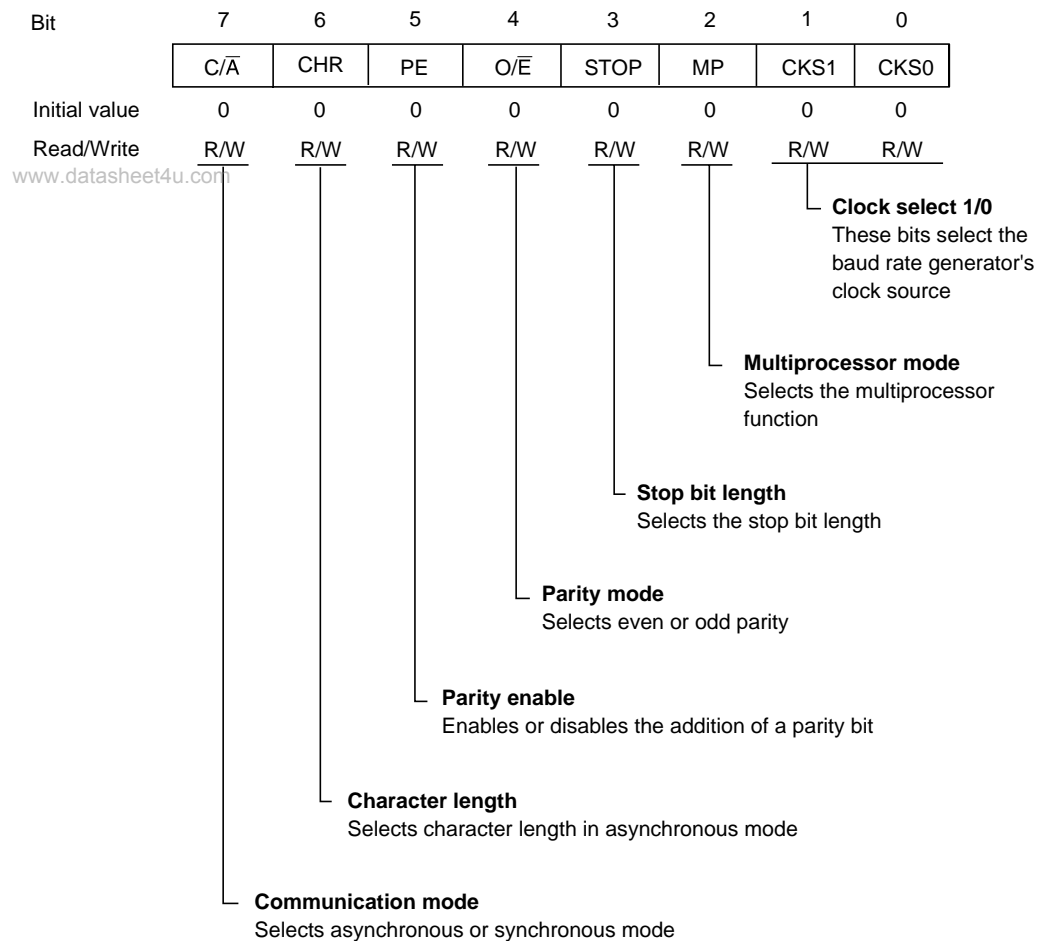 Bit 7 6 5 4 3 2 1 0
C/A̅ CHR PE O/E̅ STOP MP CKS1 CKS0
Initial value 0 0 0 0 0 0 0 0
Read/Write R/W R/W R/W R/W R/W R/W R/W R/W
www.datasheet4u.com
Clock select 1/0
These bits select the
baud rate generator's
clock source
Multiprocessor mode
Selects the multiprocessor
function
Stop bit length
Selects the stop bit length
Parity mode
Selects even or odd parity
Parity enable
Enables or disables the addition of a parity bit
Character length
Selects character length in asynchronous mode
Communication mode
Selects asynchronous or synchronous mode